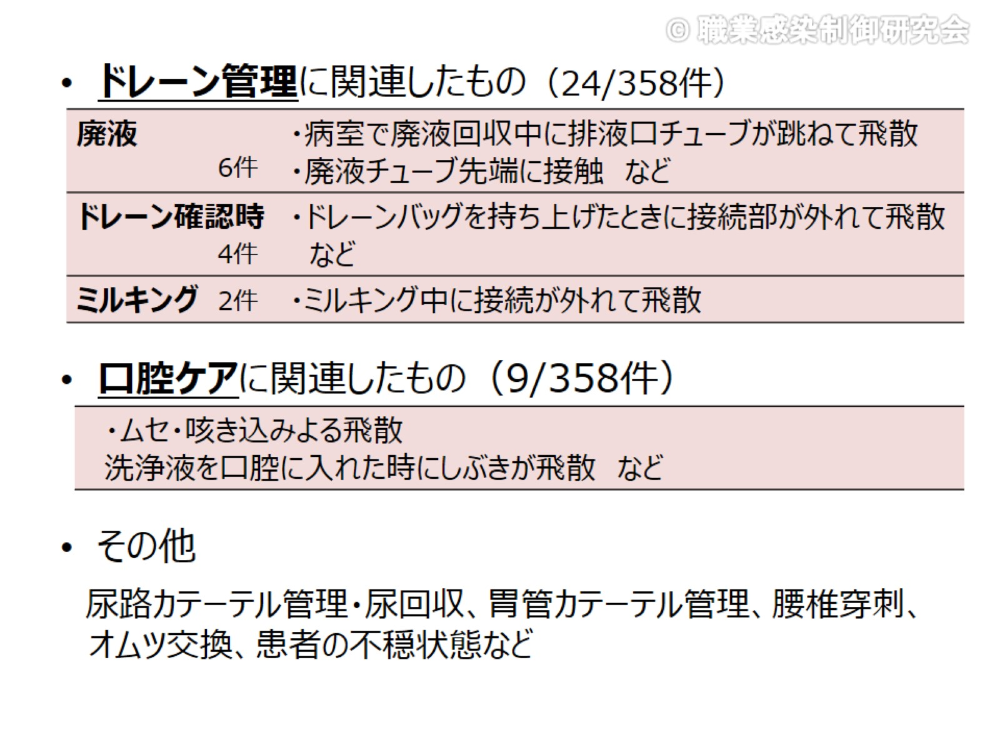 © 職業感染制御研究会
• ドレーン管理に関連したもの（24/358件）
廃液 ・病室で廃液回収中に排液口チューブが跳ねて飛散
6件 ・廃液チューブ先端に接触　など
ドレーン確認時 ・ドレーンバッグを持ち上げたときに接続部が外れて飛散
4件 など
ミルキング 2件 ・ミルキング中に接続が外れて飛散
• 口腔ケアに関連したもの（9/358件）
・ムセ・咳き込みよる飛散
洗浄液を口腔に入れた時にしぶきが飛散　など
• その他
尿路カテーテル管理・尿回収、胃管カテーテル管理、腰椎穿刺、
オムツ交換、患者の不穏状態など